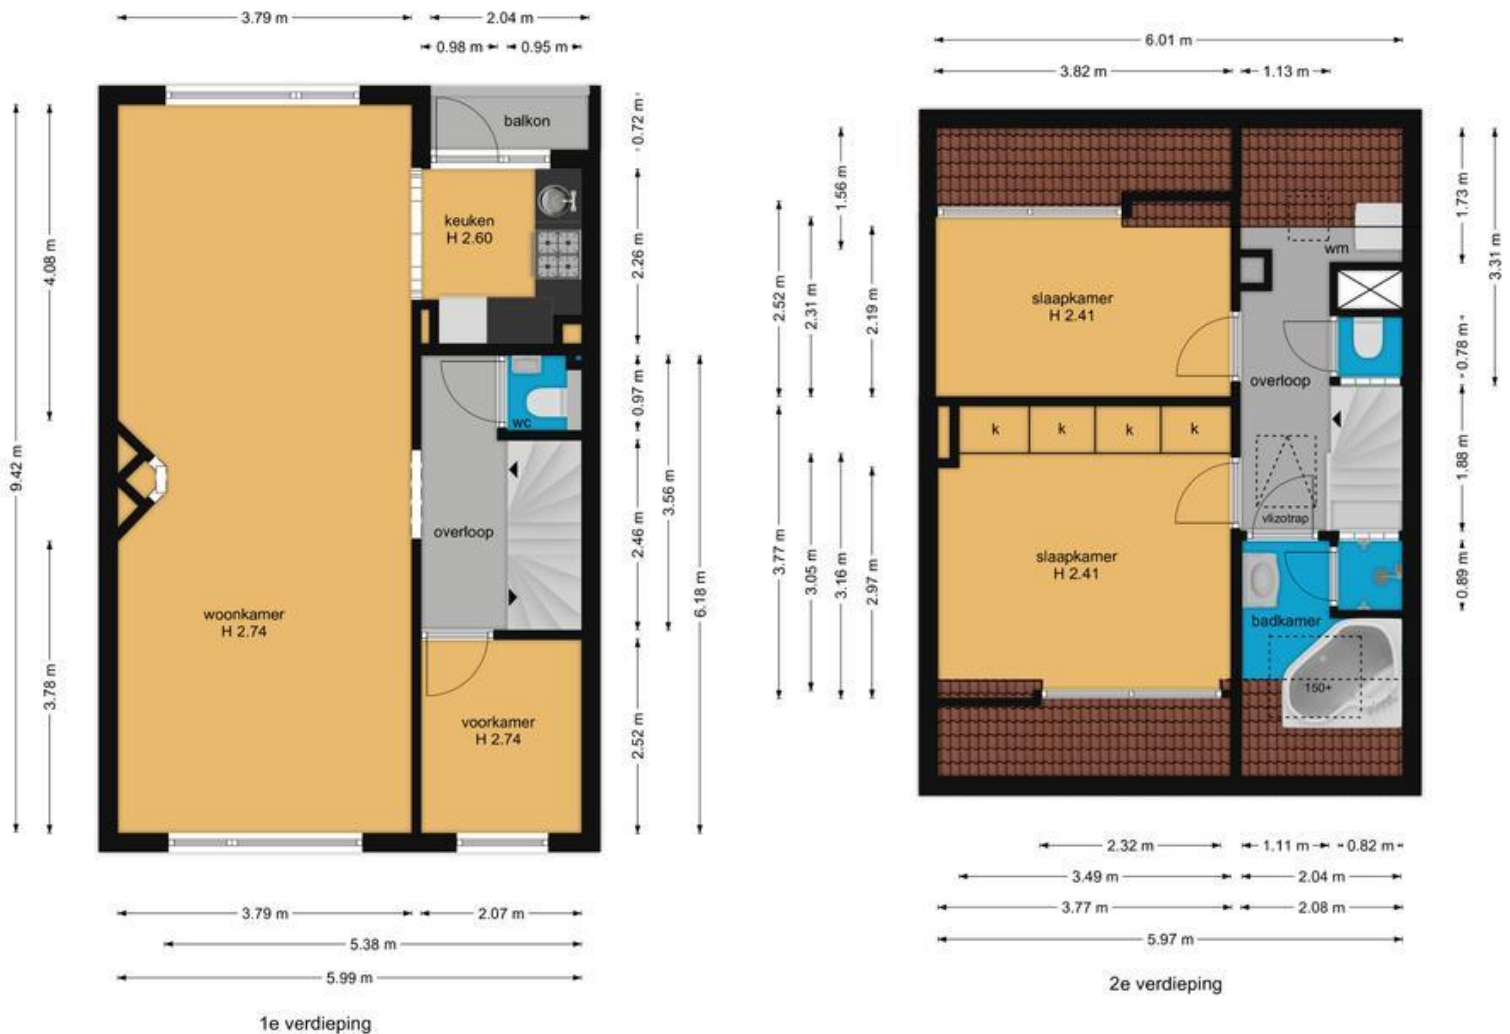 3.79 m
2.04 m
0.98 m
0.95 m
balkon
0.72 m
keuken
H 2.60
2.26 m
4.08 m
9.42 m
wc
0.97 m
3.56 m
overloop
2.46 m
6.18 m
woonkamer
H 2.74
3.78 m
voorkamer
H 2.74
2.52 m
3.79 m
2.07 m
5.38 m
5.99 m
1e verdieping
6.01 m
3.82 m
1.13 m
1.56 m
1.73 m
3.31 m
wm
2.52 m
2.31 m
2.19 m
slaapkamer
H 2.41
0.78 m
overloop
k
k
k
k
1.88 m
vlizotrap
3.77 m
3.05 m
3.16 m
2.97 m
slaapkamer
H 2.41
0.89 m
badkamer
150+
2.32 m
1.11 m
0.82 m
3.49 m
2.04 m
3.77 m
2.08 m
5.97 m
2e verdieping